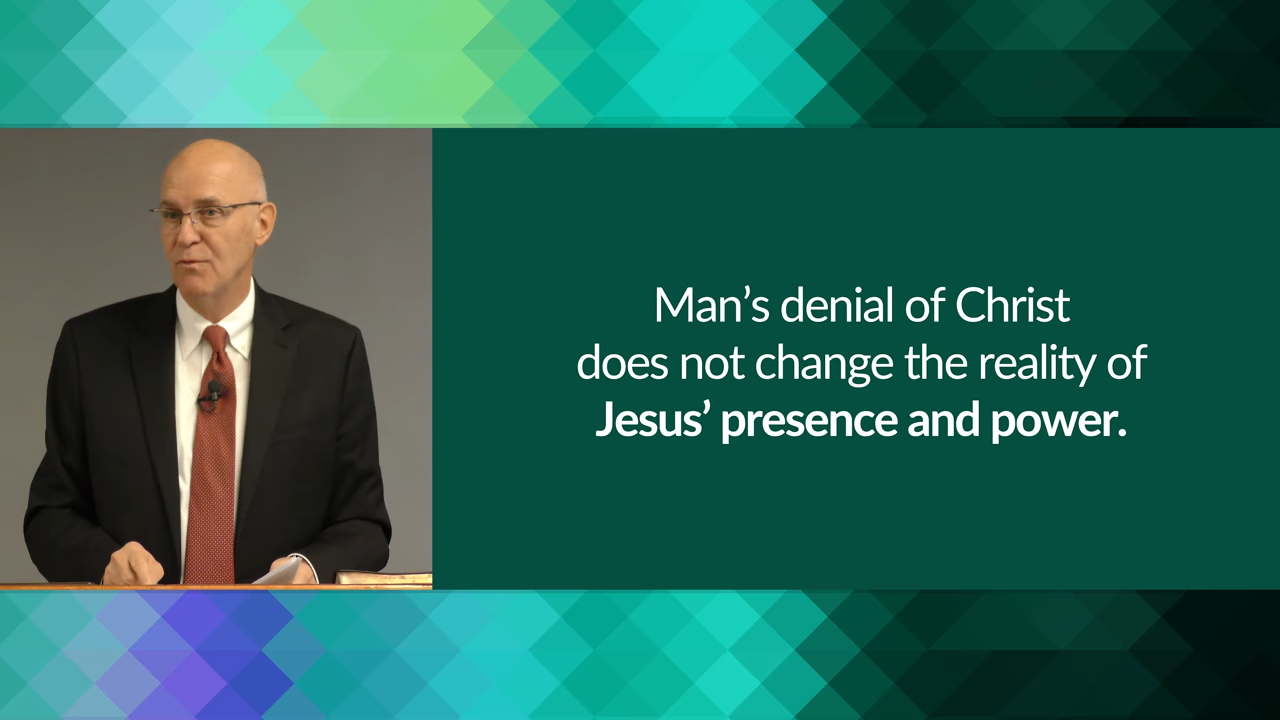 Man’s denial of Christ
does not change the reality of
Jesus’ presence and power.